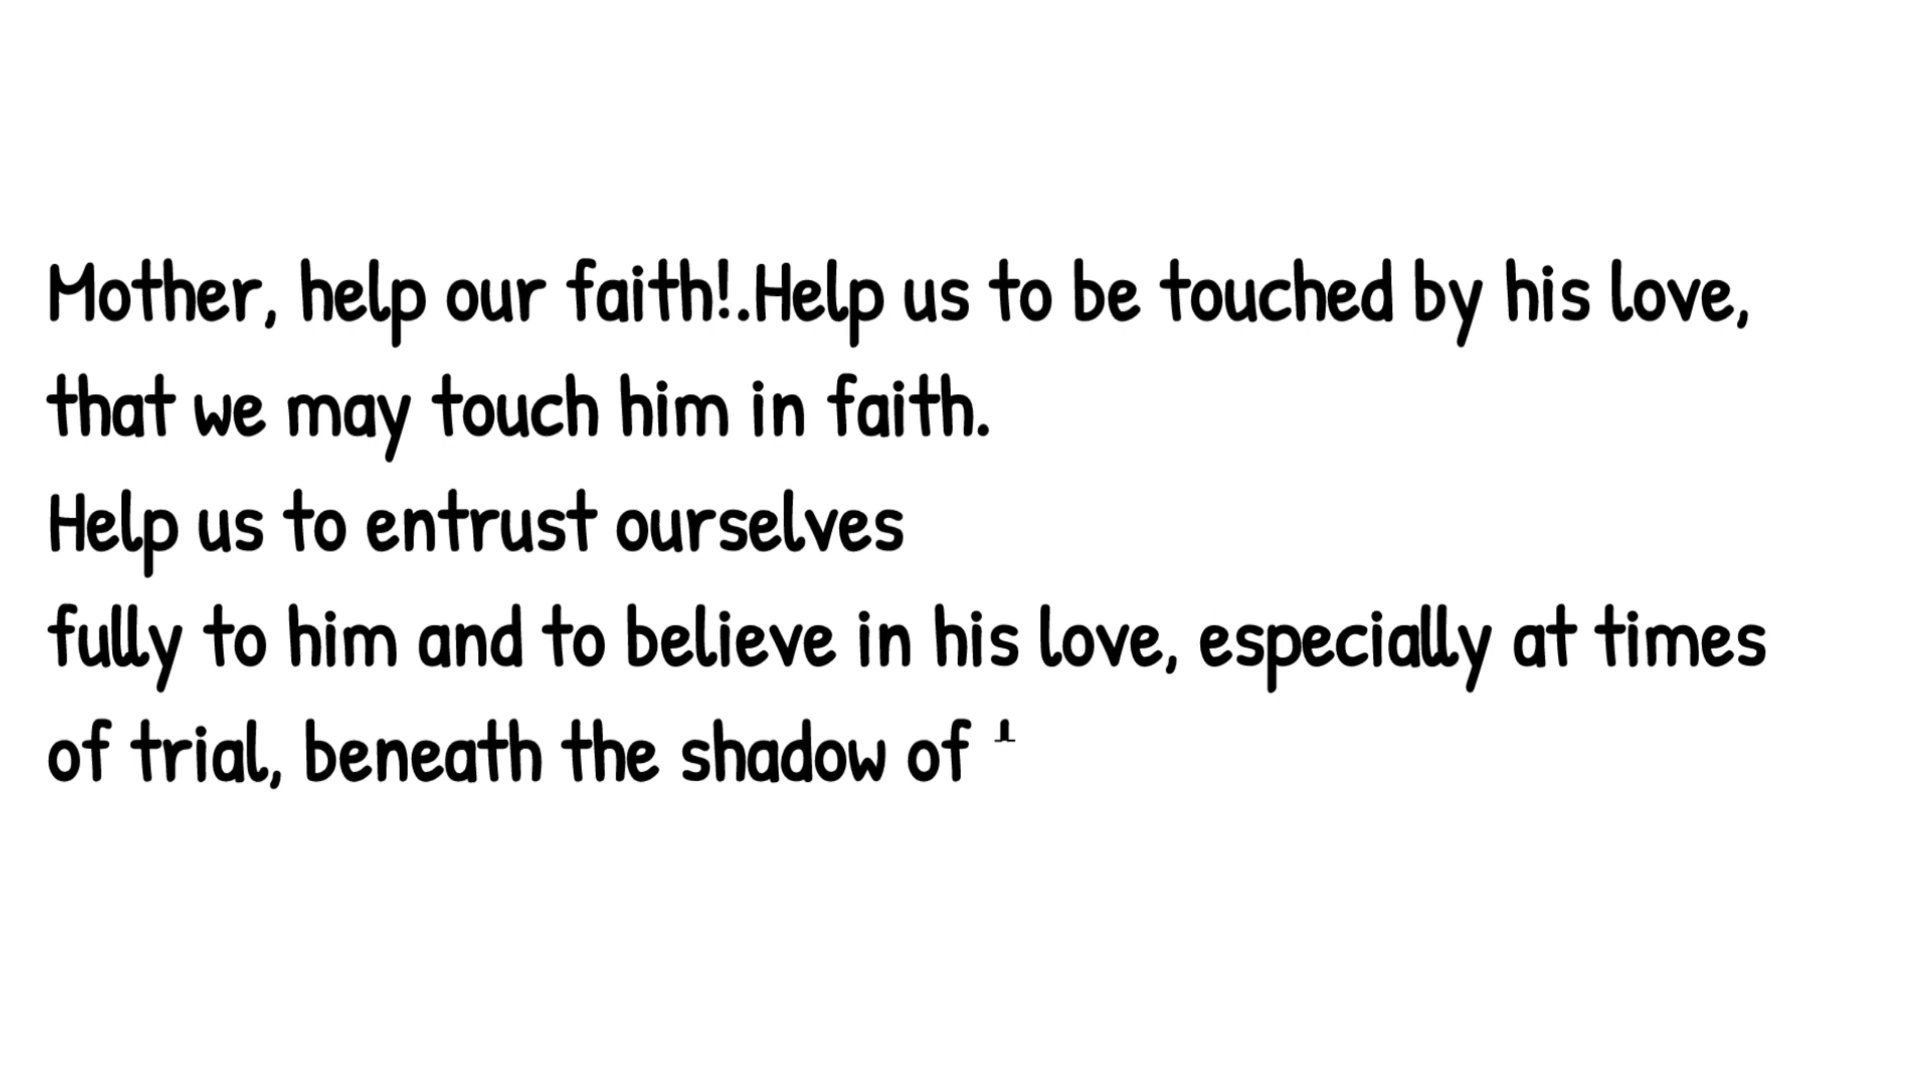 Mother, help our faith!.Help us to be touched by his love,
that we may touch him in faith.
Help us to entrust ourselves
fully to him and to believe in his love, especially at times
of trial, beneath the shadow of